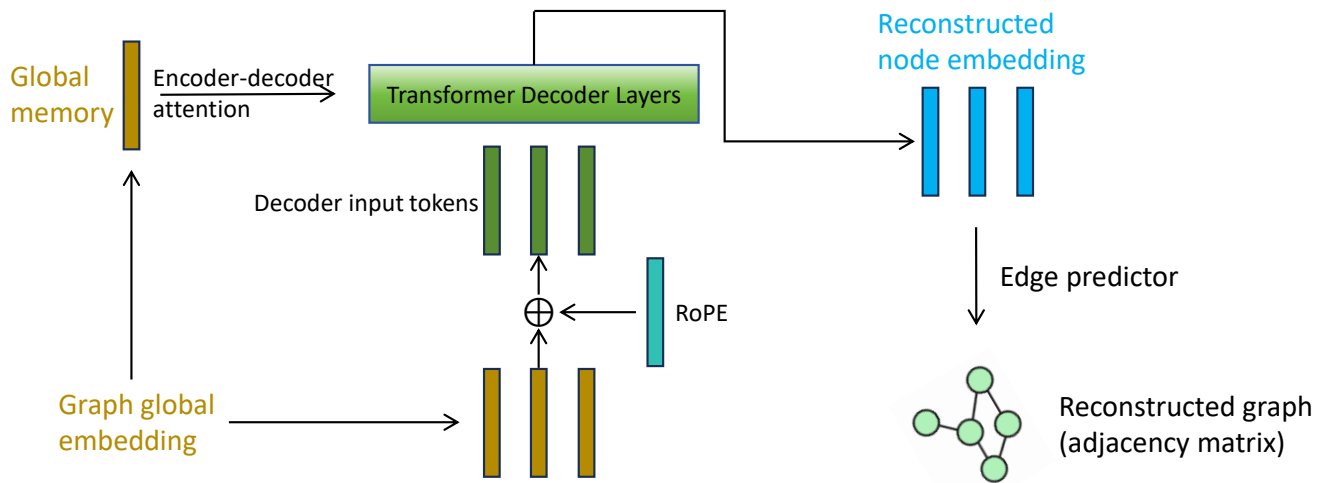 Global
memory
Encoder-decoder
attention
Transformer Decoder Layers
Reconstructed
node embedding
Decoder input tokens
RoPE
Edge predictor
Graph global
embedding
Reconstructed graph
(adjacency matrix)